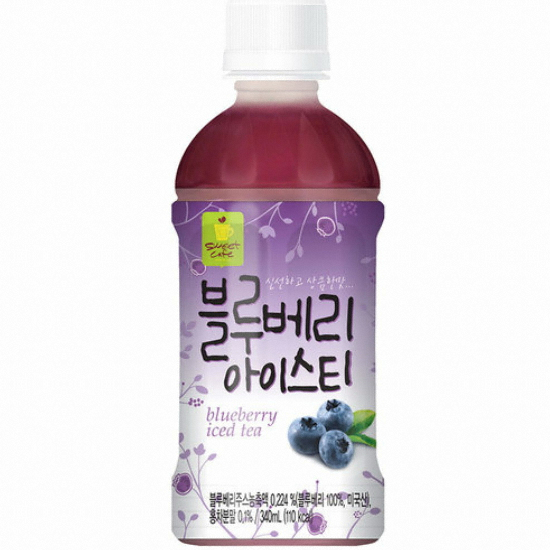 sweet
cafe
신선하고 상큼한맛...
블루베리
아이스티
blueberry
iced tea
블루베리주스농축액 0.224 %(블루베리 100%, 미국산),
홍차분말 0.1% / 340mL (110 kcal)